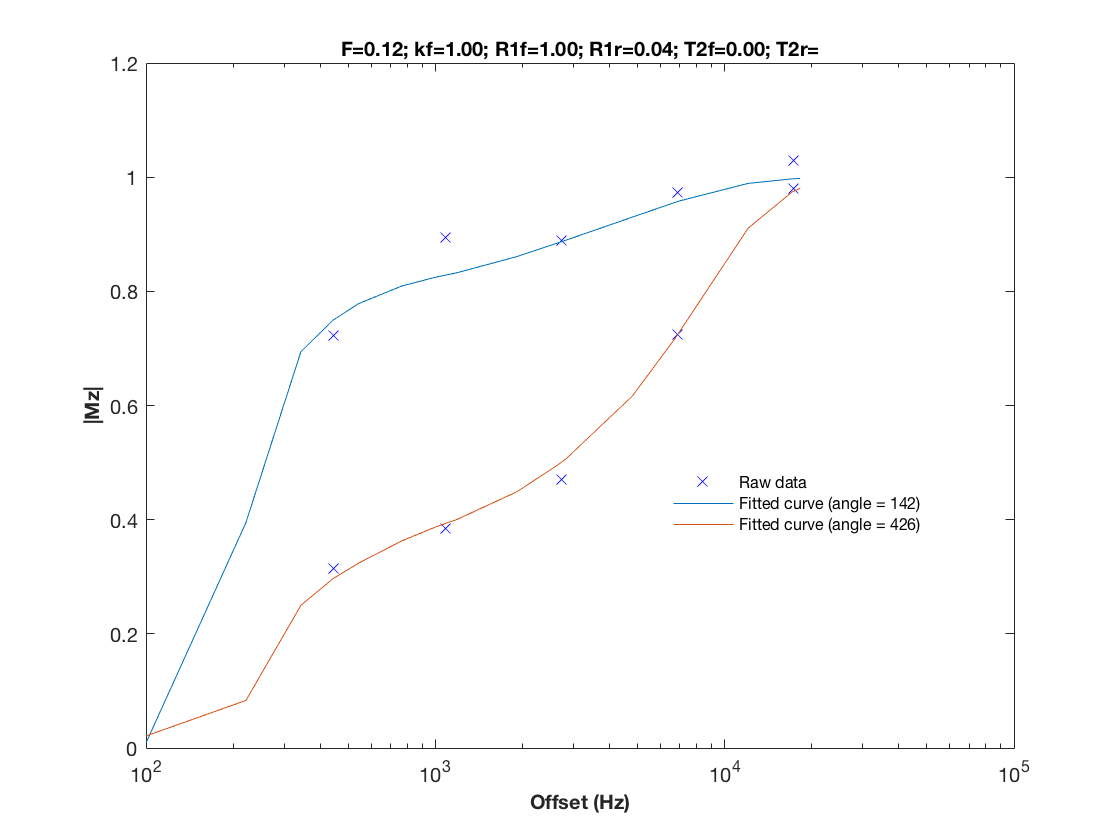 F=0.12; kf=1.00; R1f=1.00; R1r=0.04; T2f=0.00; T2r=
1.2
1
0.8
0.6
0.4
0.2
0
|Mz|
Raw data
Fitted curve (angle = 142)
Fitted curve (angle = 426)
10^2 10^3 10^4 10^5
Offset (Hz)